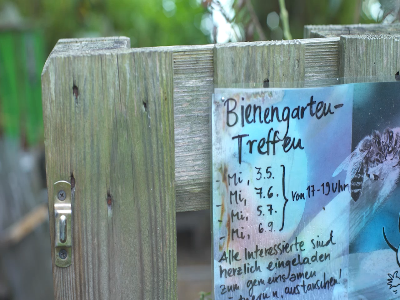 Bienengarten-
Treffen
- Mi, 3.5.
- Mi, 7.6.
- Mi, 5.7.
- Mi, 6.9.
von 17-19 Uhr
Alle Interessierte sind
herzlich eingeladen
zum gemeinsamen
austauschen!